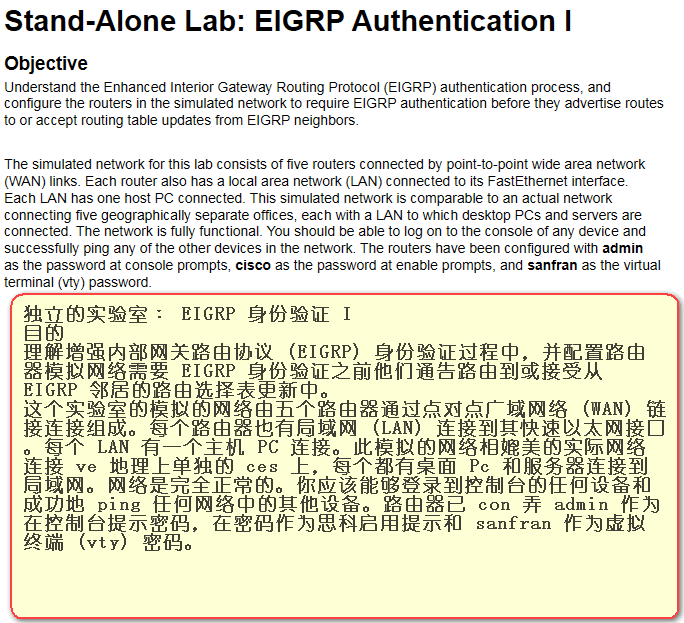 Stand-Alone Lab: EIGRP Authentication I
Objective
Understand the Enhanced Interior Gateway Routing Protocol (EIGRP) authentication process, and
configure the routers in the simulated network to require EIGRP authentication before they advertise routes
to or accept routing table updates from EIGRP neighbors.
The simulated network for this lab consists of five routers connected by point-to-point wide area network
(WAN) links. Each router also has a local area network (LAN) connected to its FastEthernet interface.
Each LAN has one host PC connected. This simulated network is comparable to an actual network
connecting five geographically separate offices, each with a LAN to which desktop PCs and servers are
connected. The network is fully functional. You should be able to log on to the console of any device and
successfully ping any of the other devices in the network. The routers have been configured with admin
as the password at console prompts, cisco as the password at enable prompts, and sanfran as the virtual
terminal (vty) password.
独立的实验室： EIGRP 身份验证 I
目的
理解增强内部网关路由协议 (EIGRP) 身份验证过程中，并配置路由
器模拟网络需要 EIGRP 身份验证之前他们通告路由到或接受从
EIGRP 邻居的路由选择表更新中。
这个实验室的模拟的网络由五个路由器通过点对点广域网络 (WAN) 链
接连接组成。每个路由器也有局域网 (LAN) 连接到其快速以太网接口
。每个 LAN 有一个主机 PC 连接。此模拟的网络相媲美的实际网络
连接 ve 地理上单独的 ces 上，每个都有桌面 Pc 和服务器连接到
局域网。网络是完全正常的。你应该能够登录到控制台的任何设备和
成功地 ping 任何网络中的其他设备。路由器已 con 弄 admin 作为
在控制台提示密码，在密码作为思科启用提示和 sanfran 作为虚拟
终端 (vty) 密码。